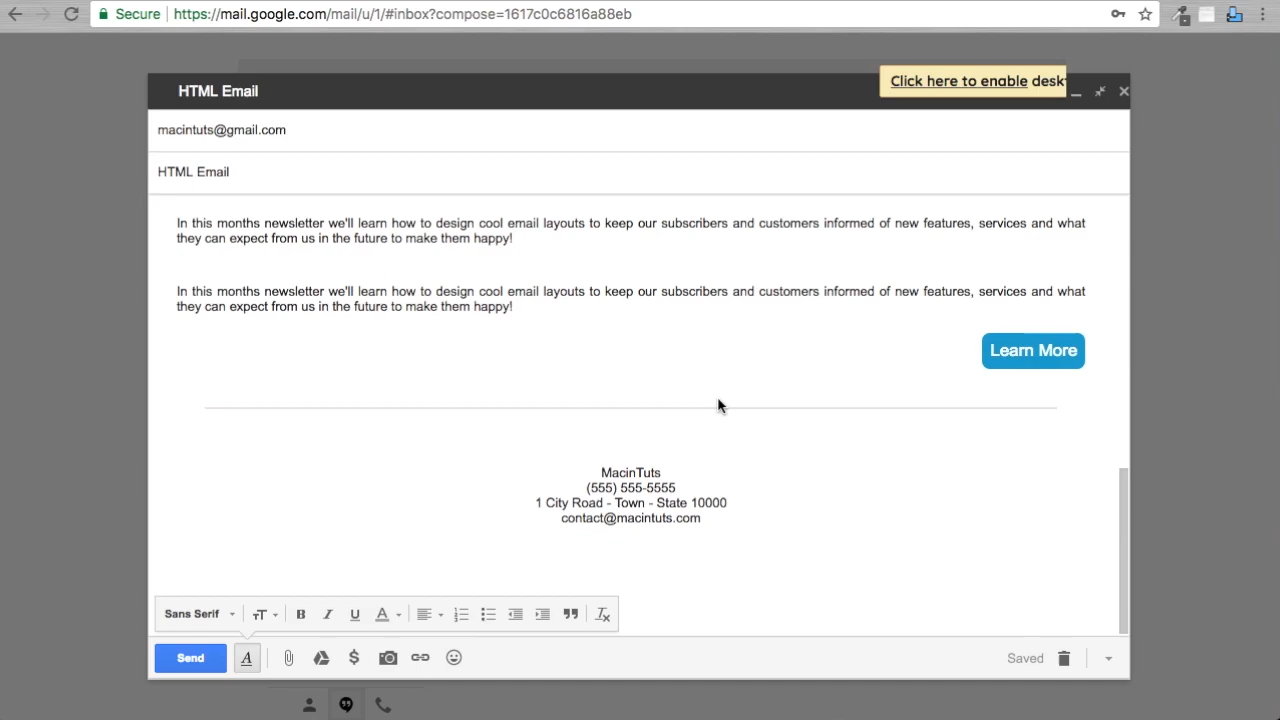 Secure https://mail.google.com/mail/u/1/#inbox?compose=1617c0c6816a88eb
HTML Email
Click here to enable desk
macintuts@gmail.com
HTML Email
In this months newsletter we'll learn how to design cool email layouts to keep our subscribers and customers informed of new features, services and what
they can expect from us in the future to make them happy!
In this months newsletter we'll learn how to design cool email layouts to keep our subscribers and customers informed of new features, services and what
they can expect from us in the future to make them happy!
Learn More
MacinTuts
(555) 555-5555
1 City Road - Town - State 10000
contact@macintuts.com
Sans Serif
Send
Saved